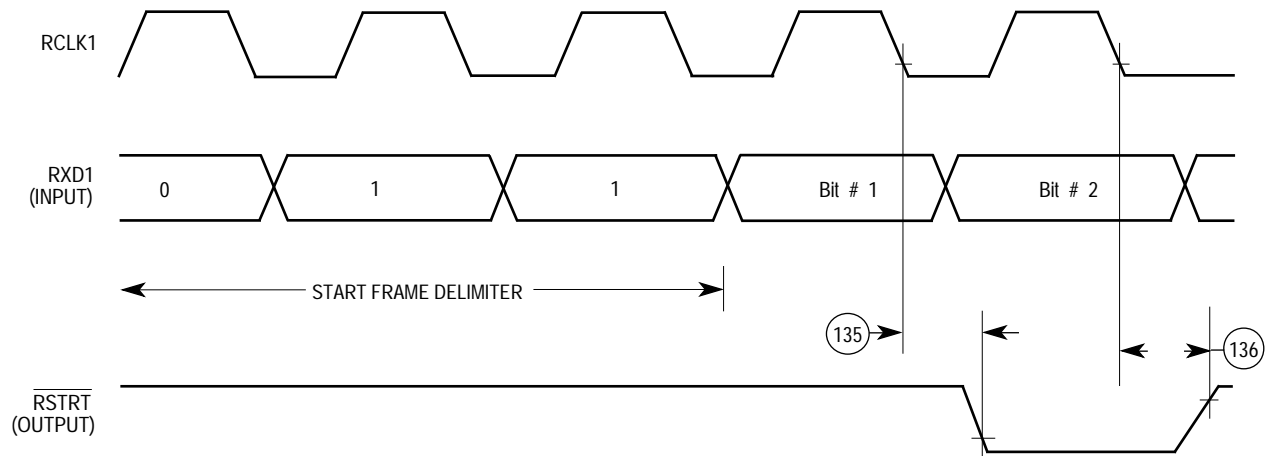 RCLK1
RXD1
(INPUT)
0
1
1
Bit # 1
Bit # 2
START FRAME DELIMITER
135
136
RSTRT
(OUTPUT)